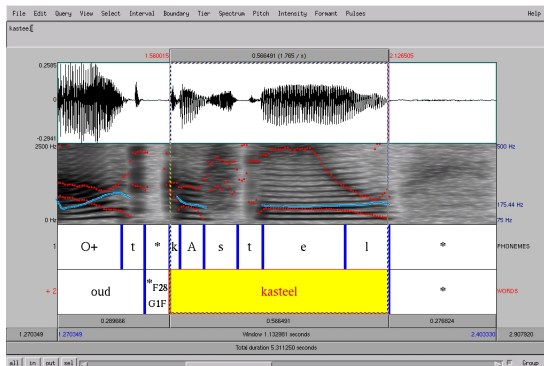 File Edit Query View Select Interval Boundary Tier Spectrum Pitch Intensity Formant Pulses Help
kasteel
1.560015 0.566491 (1.765 / s) 2.126505
0.2585
0
-0.2941
2500 Hz 500 Hz
175.44 Hz
0 Hz 75 Hz
1 O+ t * k A s t e l * PHONEMES
+ 2 oud *F28 G1F kasteel * WORDS
0.289666 0.566491 0.276824
1.270349 1.270349 Window 1.132981 seconds 2.403330 2.907920
Total duration 5.311250 seconds
all in out sel Group